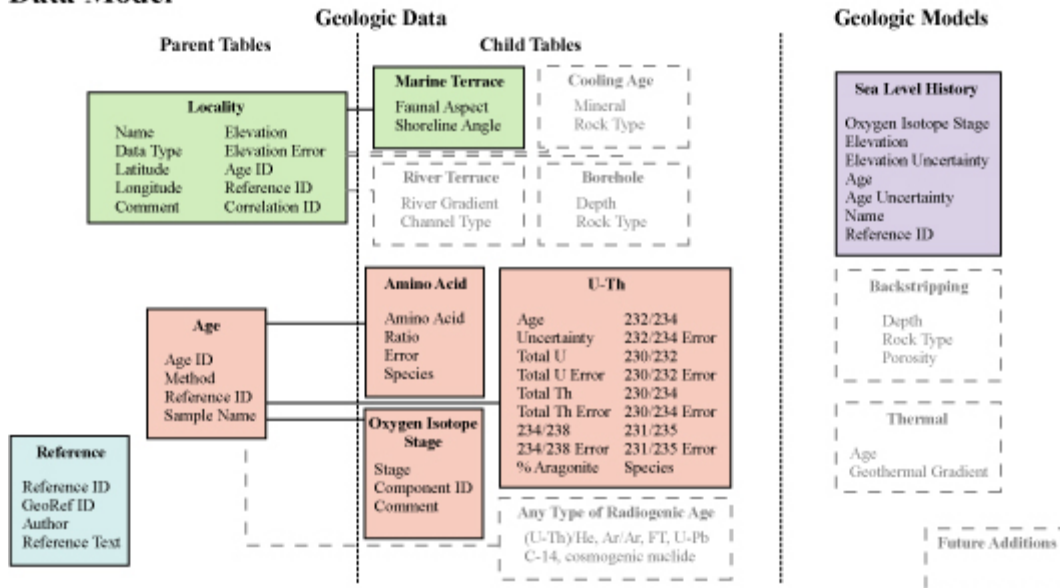 Data Model
Geologic Data
Geologic Models
Parent Tables
Child Tables
Locality
Name Elevation
Data Type Elevation Error
Latitude Age ID
Longitude Reference ID
Comment Correlation ID
Marine Terrace
Faunal Aspect
Shoreline Angle
Cooling Age
Mineral
Rock Type
River Terrace
River Gradient
Channel Type
Borehole
Depth
Rock Type
Age
Age ID
Method
Reference ID
Sample Name
Amino Acid
Amino Acid
Ratio
Error
Species
U-Th
Age 232/234
Uncertainty 232/234 Error
Total U 230/232
Total U Error 230/232 Error
Total Th 230/234
Total Th Error 230/234 Error
234/238 231/235
234/238 Error 231/235 Error
% Aragonite Species
Oxygen Isotope
Stage
Stage
Component ID
Comment
Reference
Reference ID
GeoRef ID
Author
Reference Text
Any Type of Radiogenic Age
(U-Th)/He, Ar/Ar, FT, U-Pb
C-14, cosmogenic nuclide
Sea Level History
Oxygen Isotope Stage
Elevation
Elevation Uncertainty
Age
Age Uncertainty
Name
Reference ID
Backstripping
Depth
Rock Type
Porosity
Thermal
Age
Geothermal Gradient
Future Additions